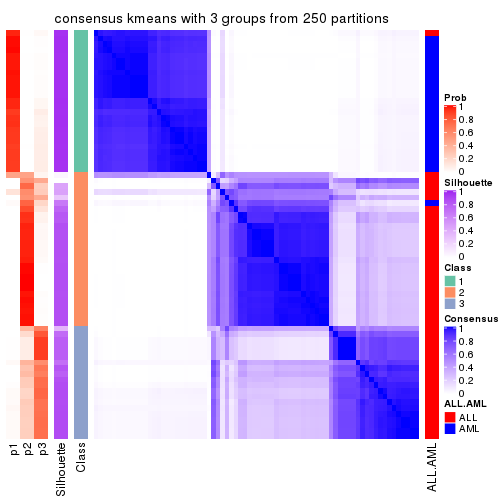 consensus kmeans with 3 groups from 250 partitions
Prob
1
0.8
0.6
0.4
0.2
0
Silhouette
1
0.8
0.6
0.4
0.2
0
Class
1
2
3
Consensus
1
0.8
0.6
0.4
0.2
0
ALL.AML
ALL
AML
p1
p2
p3
Silhouette
Class
ALL.AML